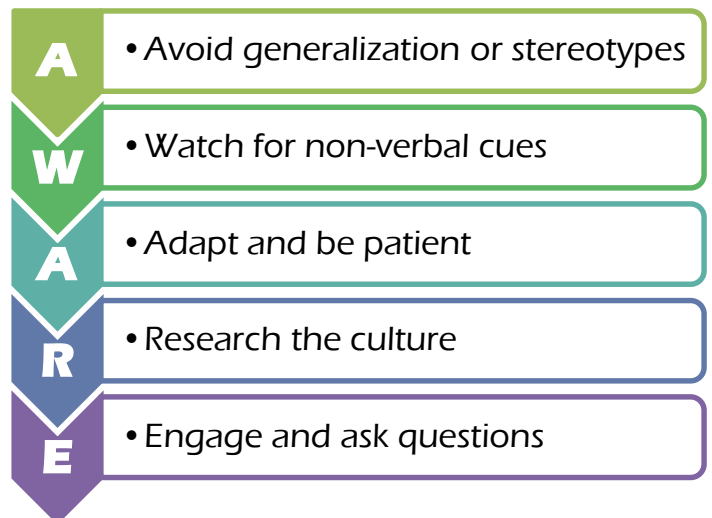 A
• Avoid generalization or stereotypes
W
• Watch for non-verbal cues
A
• Adapt and be patient
R
• Research the culture
E
• Engage and ask questions